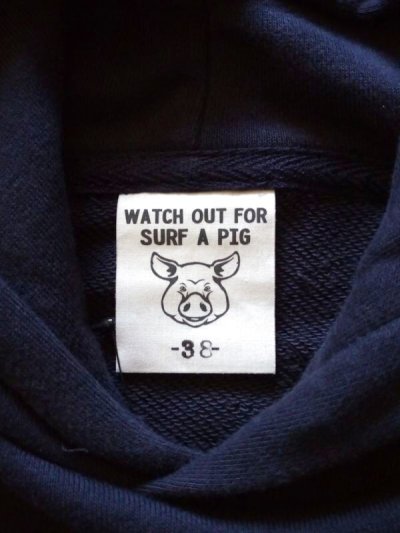 WATCH OUT FOR
SURF A PIG
-38-